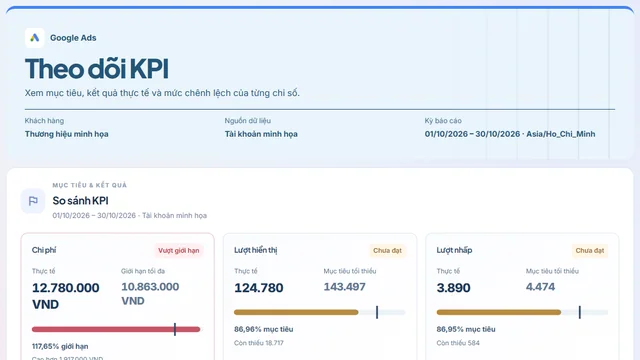 Google Ads
Theo dõi KPI
Xem mục tiêu, kết quả thực tế và mức chênh lệch của từng chỉ số.
Khách hàng
Thương hiệu minh họa
Nguồn dữ liệu
Tài khoản minh họa
Kỳ báo cáo
01/10/2026 – 30/10/2026 · Asia/Ho_Chi_Minh
MỤC TIÊU & KẾT QUẢ
So sánh KPI
01/10/2026 – 30/10/2026 · Tài khoản minh họa
Chi phí
Vượt giới hạn
Thực tế
Giới hạn tối đa
12.780.000 VND
10.863.000 VND
117,65% giới hạn
Cao hơn 1.917.000 VND
Lượt hiển thị
Chưa đạt
Thực tế
Mục tiêu tối thiểu
124.780
143.497
86,96% mục tiêu
Còn thiếu 18.717
Lượt nhấp
Chưa đạt
Thực tế
Mục tiêu tối thiểu
3.890
4.474
86,95% mục tiêu
Còn thiếu 584